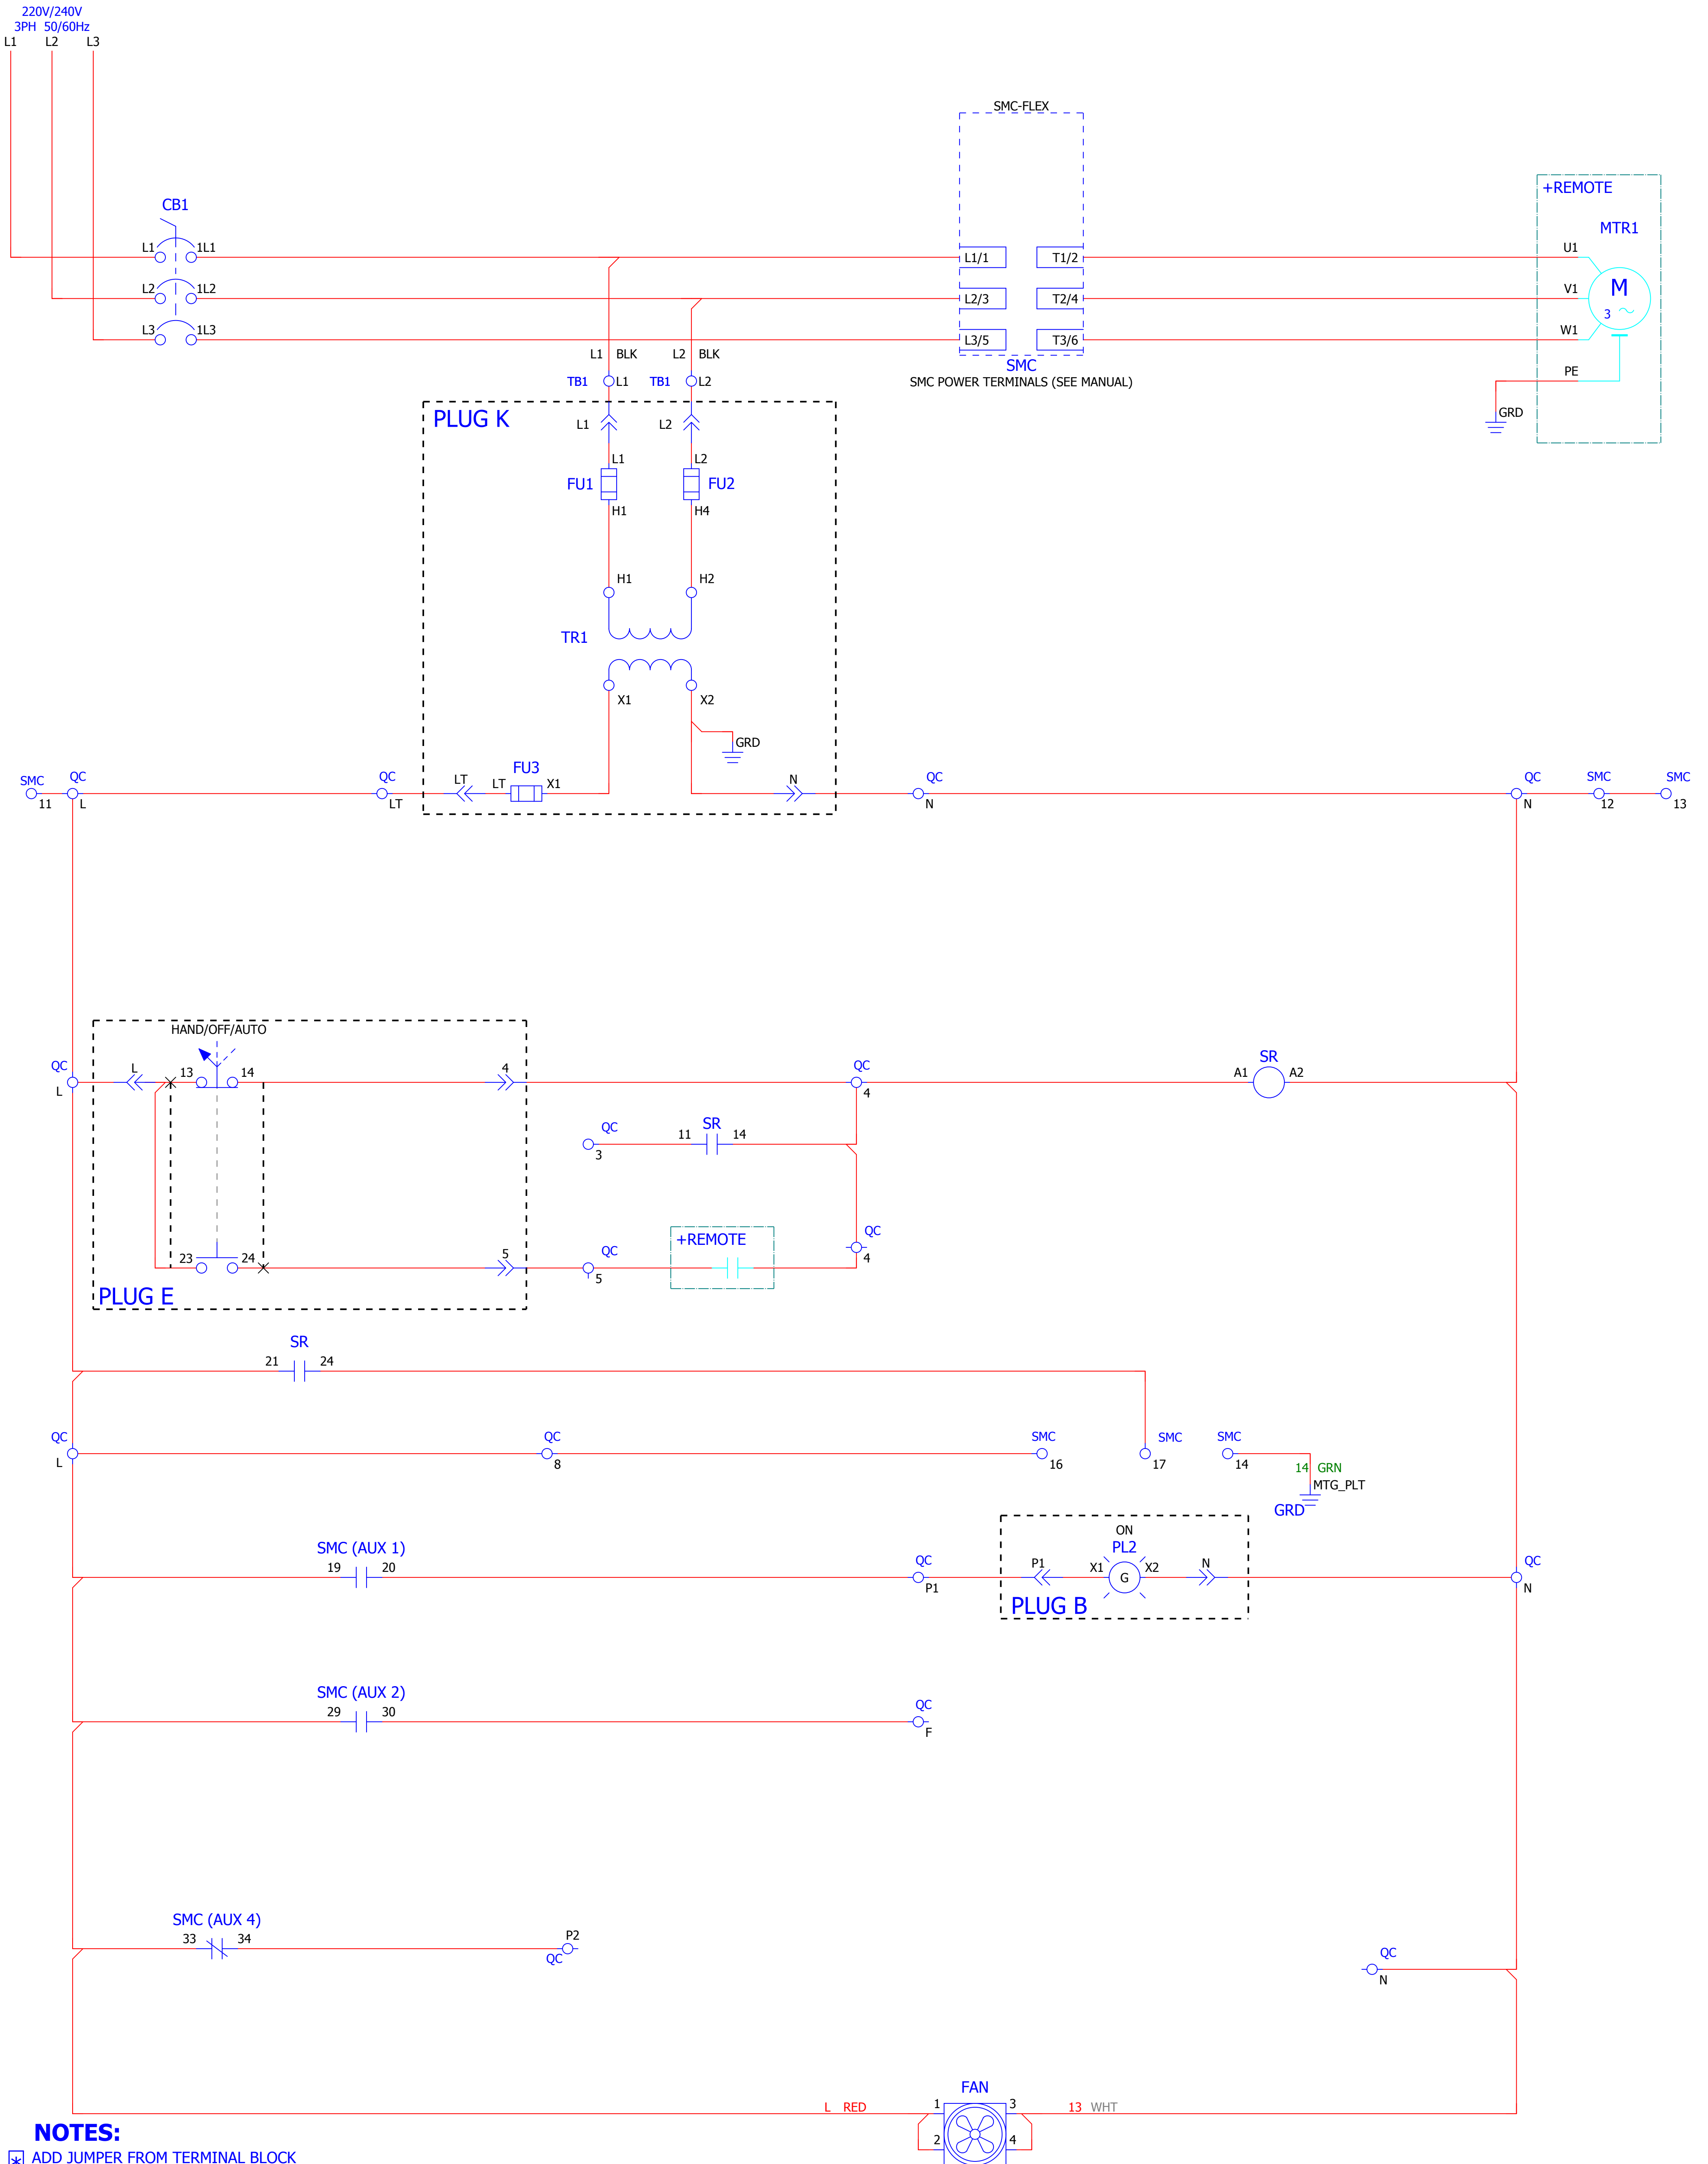 220V/240V
3PH 50/60Hz
L1 L2 L3
SMC-FLEX
+REMOTE
CB1
MTR1
L1 1L1 L1/1 T1/2 U1
L2 1L2 L2/3 T2/4 V1
M
3
L3 1L3 L3/5 T3/6 W1
L1 BLK L2 BLK
SMC
SMC POWER TERMINALS (SEE MANUAL)
PE
TB1 L1 TB1 L2
GRD
PLUG K
L1 L2
L1 L2
FU1 FU2
H1 H4
H1 H2
TR1
X1 X2
GRD
SMC QC QC LT LT FU3 X1 N QC QC SMC SMC
11 L LT N N 12 13
HAND/OFF/AUTO
QC L 13 14 4 QC SR
L 4 A1 A2
QC 11 SR 14
3
QC
+REMOTE
4
23 24 5 QC
5
PLUG E
SR
21 24
QC QC SMC SMC SMC
L 8 16 17 14
14 GRN
MTG_PLT
GRD
ON
SMC (AUX 1) PL2
19 20 QC P1 X1 G X2 N QC
P1 N
PLUG B
SMC (AUX 2)
29 30 QC
F
SMC (AUX 4)
33 34 P2
QC
QC
N
FAN
L RED 1 3 13 WHT
2 4
NOTES:
* ADD JUMPER FROM TERMINAL BLOCK